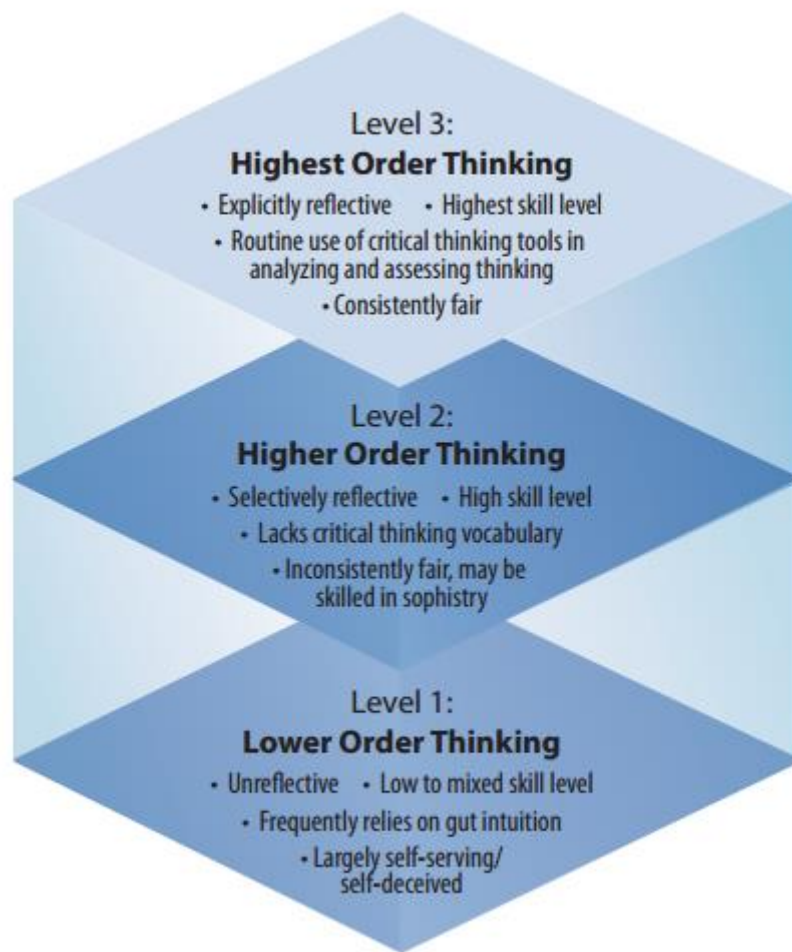 Level 3:
Highest Order Thinking
• Explicitly reflective • Highest skill level
• Routine use of critical thinking tools in
analyzing and assessing thinking
• Consistently fair
Level 2:
Higher Order Thinking
• Selectively reflective • High skill level
• Lacks critical thinking vocabulary
• Inconsistently fair, may be
skilled in sophistry
Level 1:
Lower Order Thinking
• Unreflective • Low to mixed skill level
• Frequently relies on gut intuition
• Largely self-serving/
self-deceived